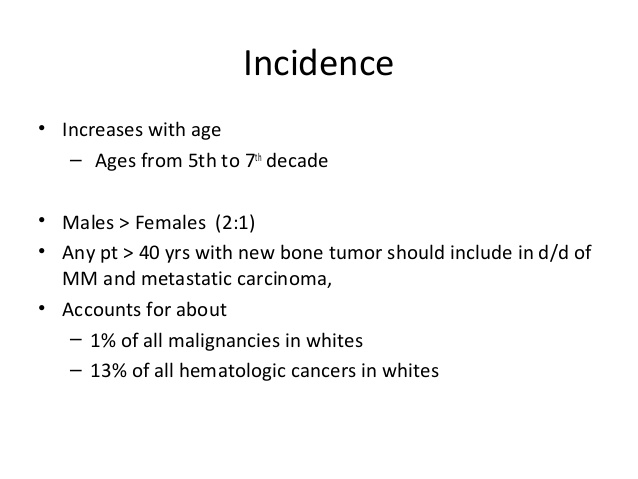 Incidence
• Increases with age
– Ages from 5th to 7th decade
• Males > Females (2:1)
• Any pt > 40 yrs with new bone tumor should include in d/d of
MM and metastatic carcinoma,
• Accounts for about
– 1% of all malignancies in whites
– 13% of all hematologic cancers in whites